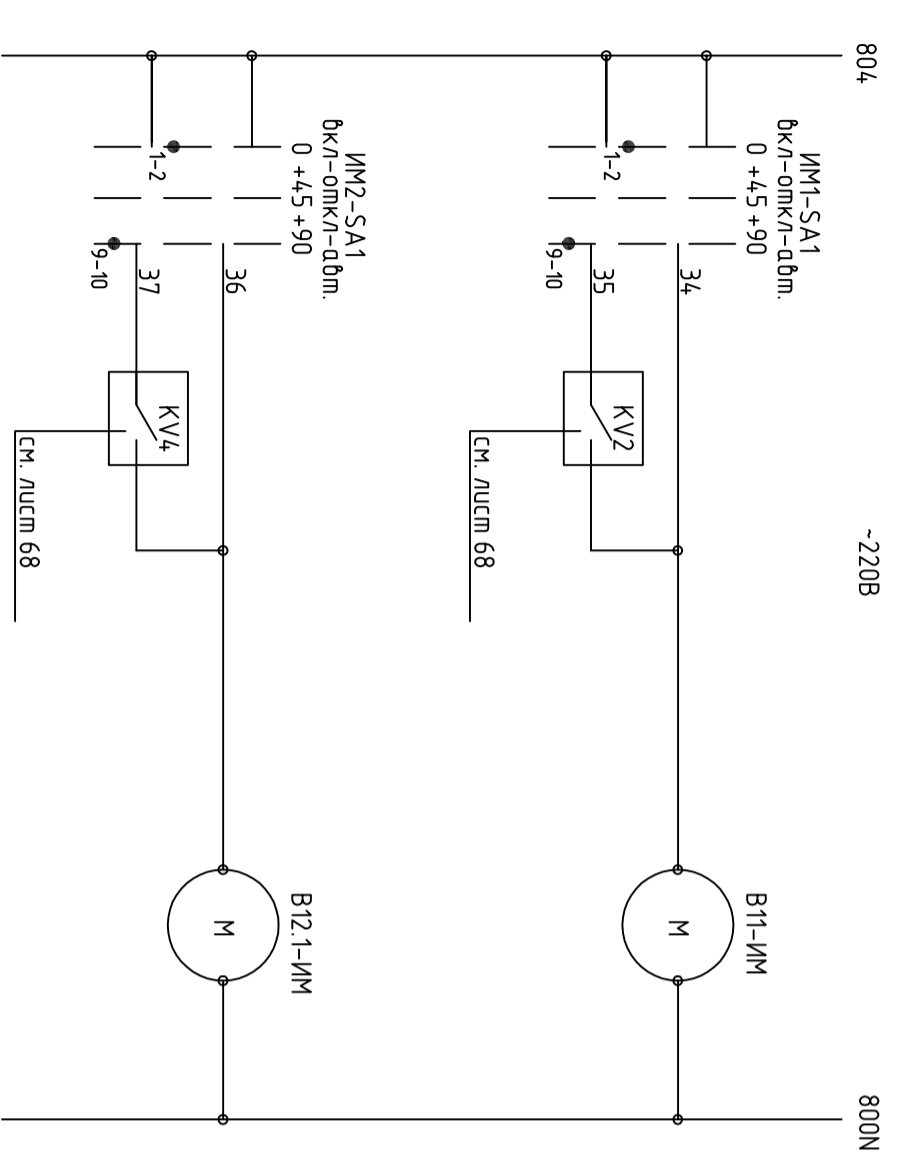 804
~220В
800N
ИМ1-SA1
вкл-откл-авт.
0 +45 +90
1-2
9-10
34
35
KV2
см. лист 68
В11-ИМ
М
ИМ2-SA1
вкл-откл-авт.
0 +45 +90
1-2
9-10
36
37
KV4
см. лист 68
В12.1-ИМ
М